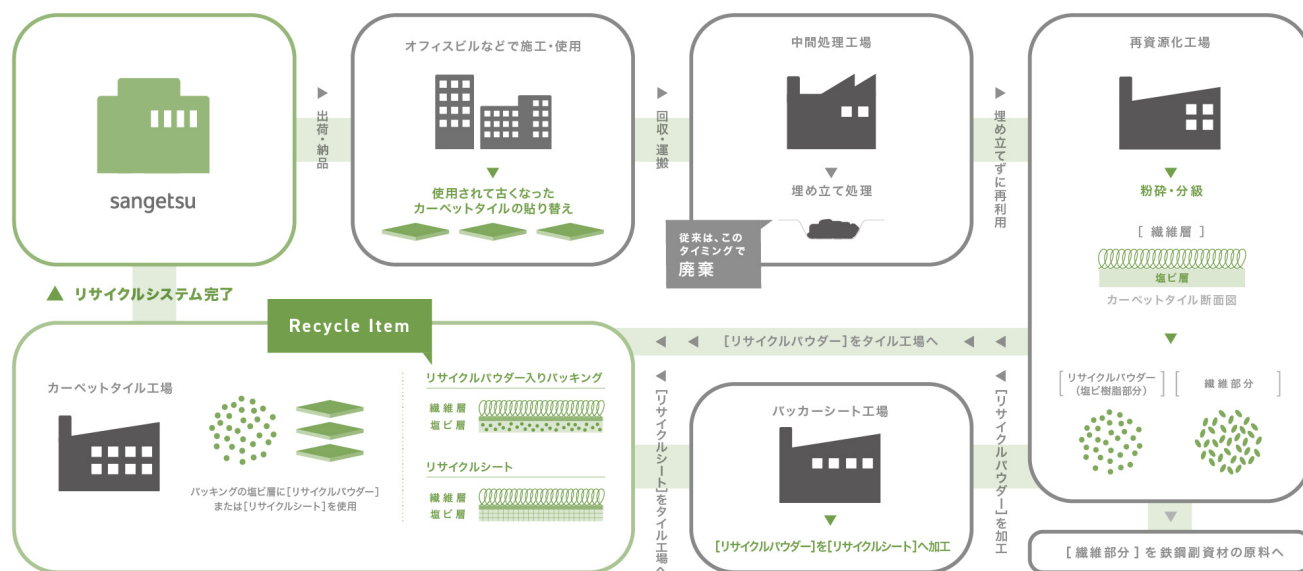 sangetsu
▶ 出荷・納品
オフィスビルなどで施工・使用
▼
使用されて古くなった
カーペットタイルの貼り替え
▶ 回収・運搬
中間処理工場
▼
埋め立て処理
従来は、この
タイミングで
廃棄
▶ 埋め立てずに再利用
再資源化工場
▼
粉砕・分級
[ 繊維層 ]
塩ビ層
カーペットタイル断面図
▼
[リサイクルパウダー
(塩ビ樹脂部分)]
[ 繊維部分 ]
▼
[ 繊維部分 ] を鉄鋼副資材の原料へ
◀ ◀ [リサイクルパウダー]をタイル工場へ ◀ ◀
▲ [リサイクルパウダー]を加工
バッカーシート工場
▼
[リサイクルパウダー]を[リサイクルシート]へ加工
▲ [リサイクルシート]をタイル工場へ
▲ リサイクルシステム完了
Recycle Item
カーペットタイル工場
バッキングの塩ビ層に[リサイクルパウダー]
または[リサイクルシート]を使用
リサイクルパウダー入りバッキング
繊維層
塩ビ層
リサイクルシート
繊維層
塩ビ層